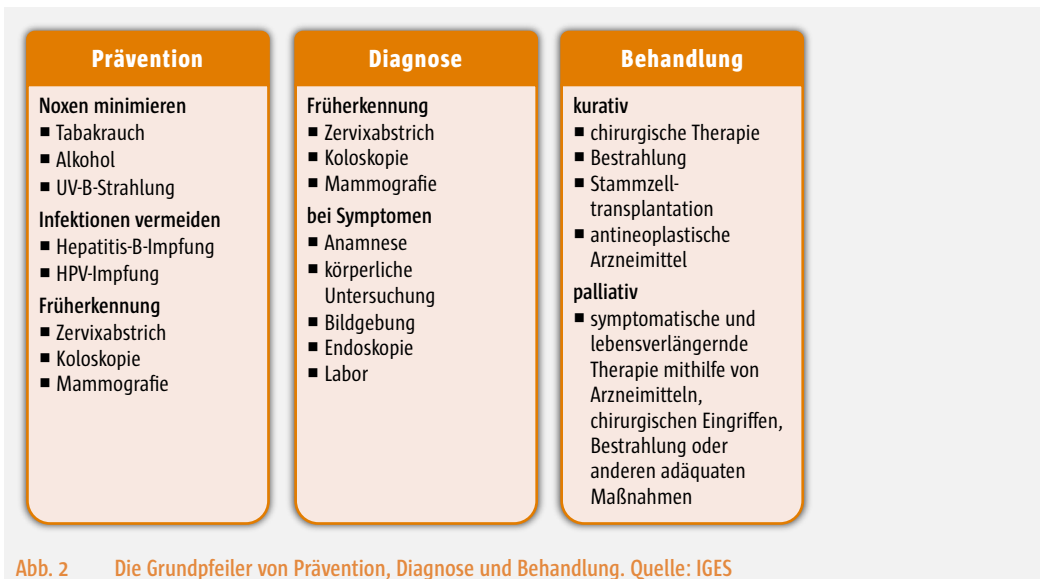 Prävention
Noxen minimieren
■ Tabakrauch
■ Alkohol
■ UV-B-Strahlung
Infektionen vermeiden
■ Hepatitis-B-Impfung
■ HPV-Impfung
Früherkennung
■ Zervixabstrich
■ Koloskopie
■ Mammografie
Diagnose
Früherkennung
■ Zervixabstrich
■ Koloskopie
■ Mammografie
bei Symptomen
■ Anamnese
■ körperliche
Untersuchung
■ Bildgebung
■ Endoskopie
■ Labor
Behandlung
kurativ
■ chirurgische Therapie
■ Bestrahlung
■ Stammzell-
transplantation
■ antineoplastische
Arzneimittel
palliativ
■ symptomatische und
lebensverlängernde
Therapie mithilfe von
Arzneimitteln,
chirurgischen Eingriffen,
Bestrahlung oder
anderen adäquaten
Maßnahmen
Abb. 2 Die Grundpfeiler von Prävention, Diagnose und Behandlung. Quelle: IGES